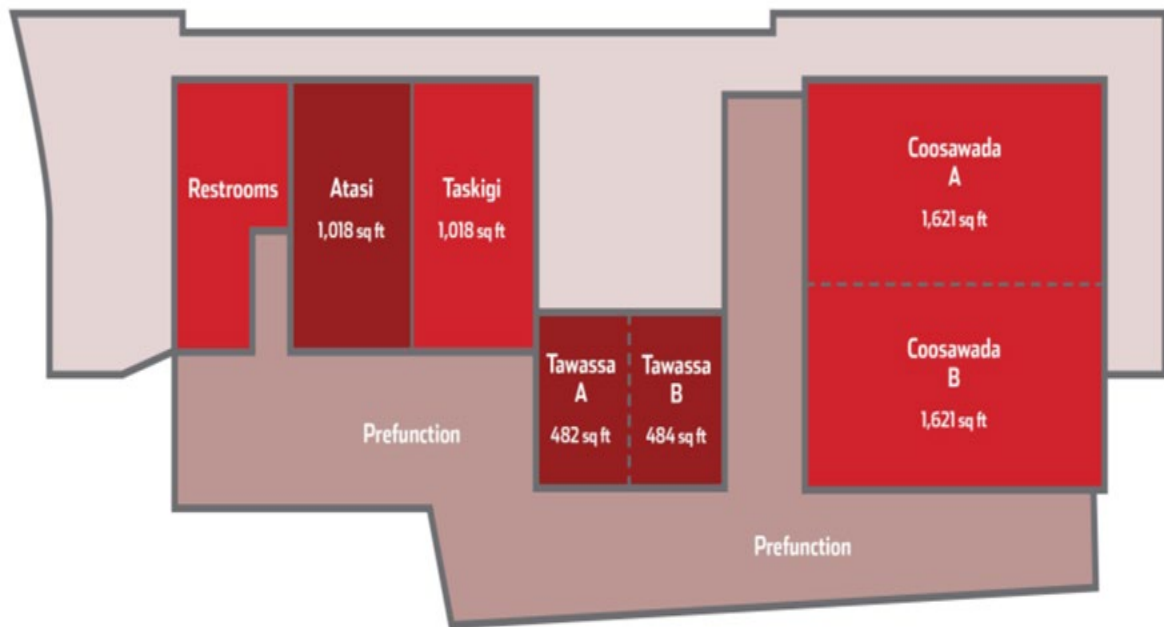 Restrooms
Atasi
1,018 sq ft
Taskigi
1,018 sq ft
Coosawada
A
1,621 sq ft
Tawassa
A
482 sq ft
Tawassa
B
484 sq ft
Coosawada
B
1,621 sq ft
Prefunction
Prefunction